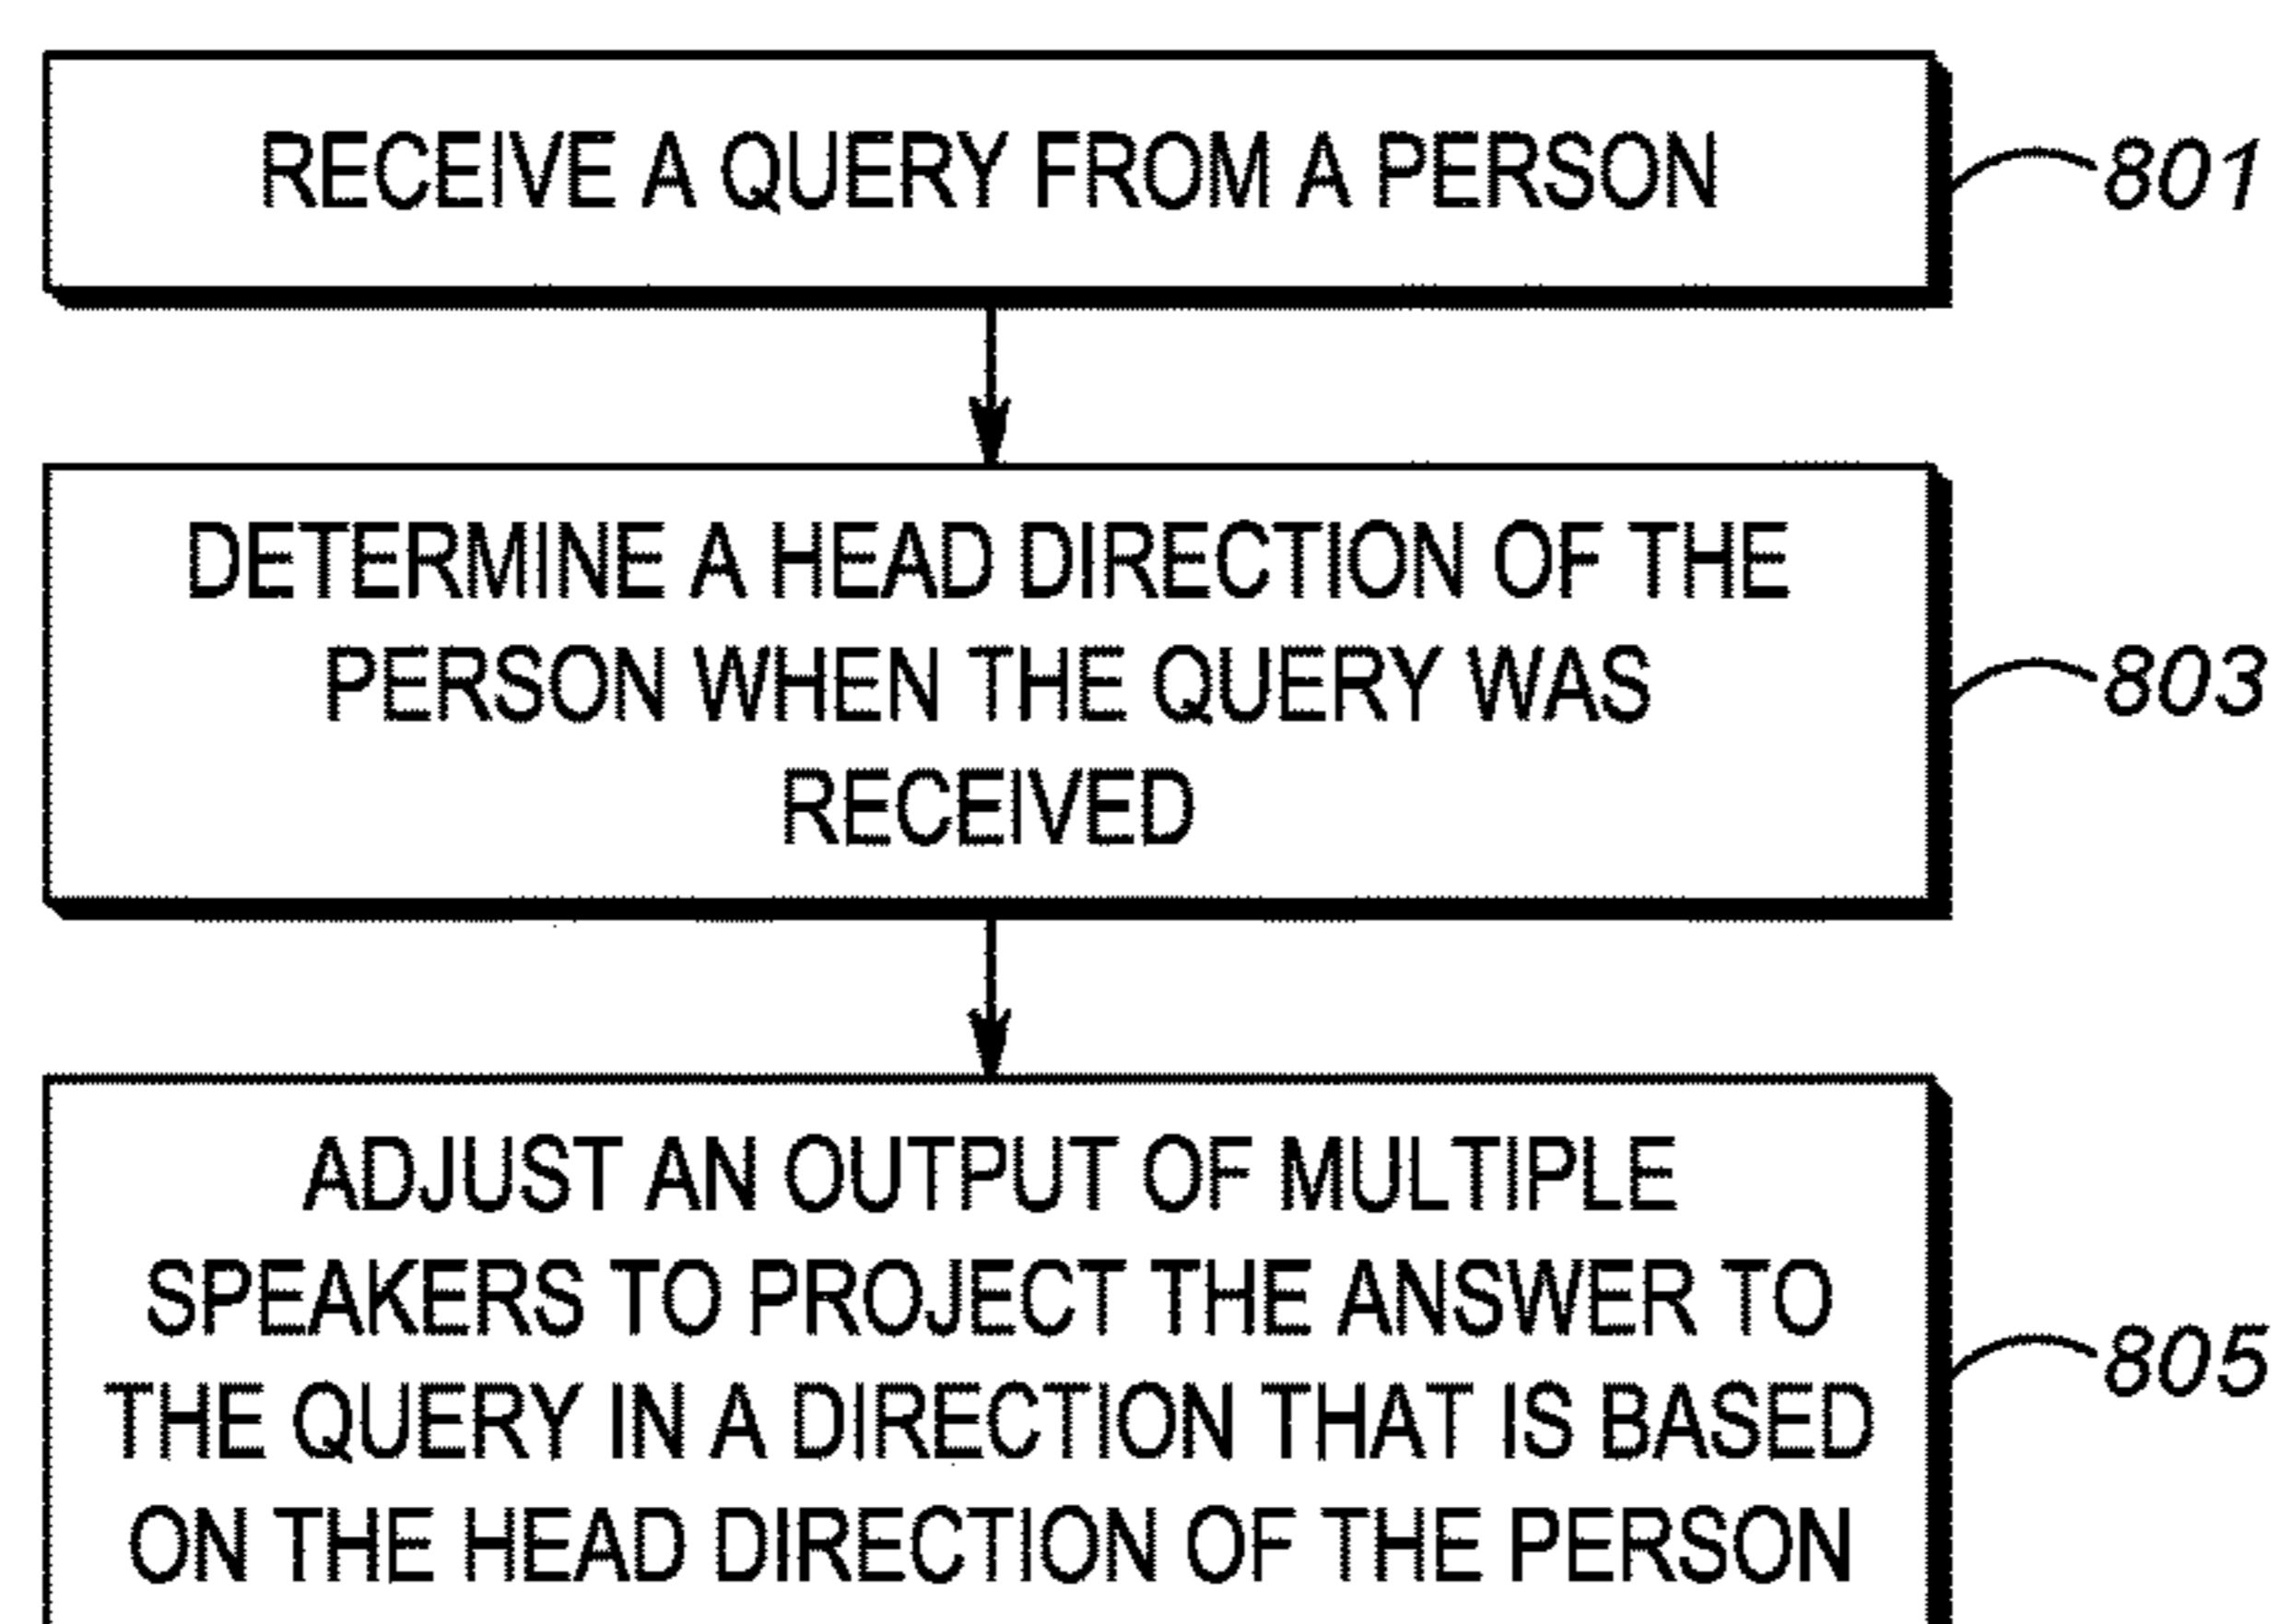 RECEIVE A QUERY FROM A PERSON
801
DETERMINE A HEAD DIRECTION OF THE
PERSON WHEN THE QUERY WAS
RECEIVED
803
ADJUST AN OUTPUT OF MULTIPLE
SPEAKERS TO PROJECT THE ANSWER TO
THE QUERY IN A DIRECTION THAT IS BASED
ON THE HEAD DIRECTION OF THE PERSON
805